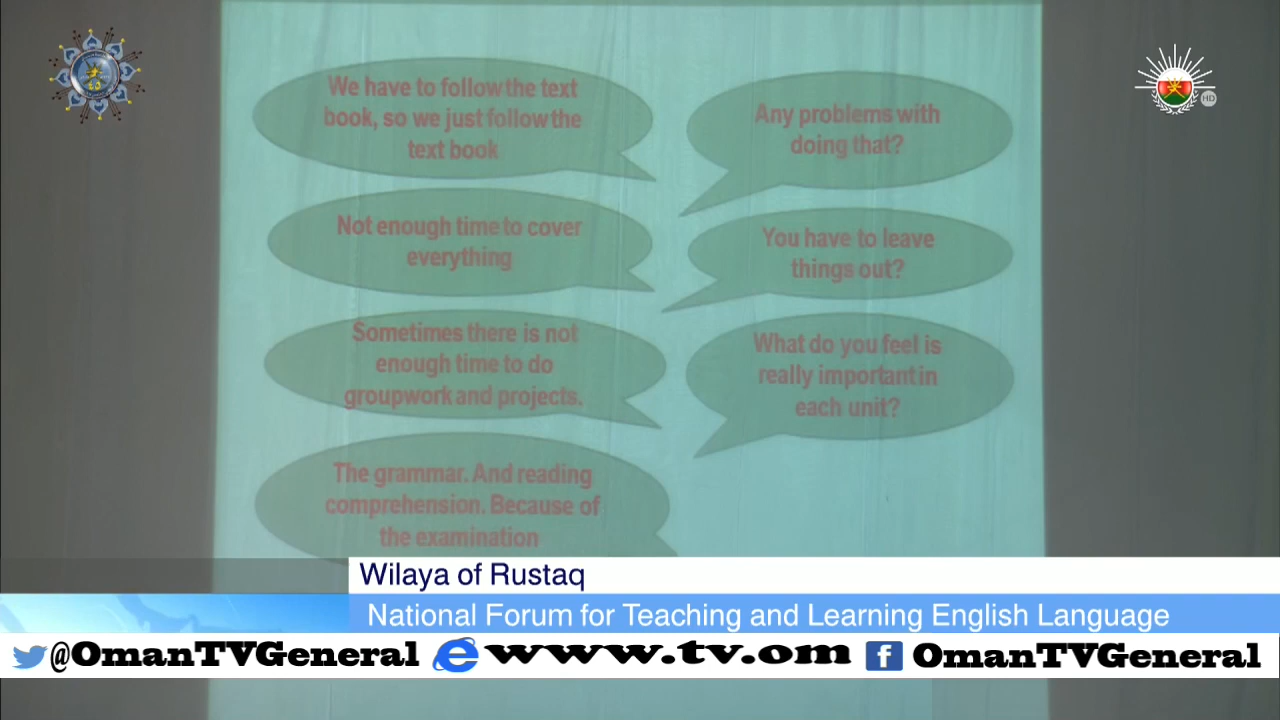 We have to follow the text
book, so we just follow the
text book
Any problems with
doing that?
Not enough time to cover
everything
You have to leave
things out?
Sometimes there is not
enough time to do
groupwork and projects.
What do you feel is
really important in
each unit?
The grammar. And reading
comprehension. Because of
the examination
HD
Wilaya of Rustaq
National Forum for Teaching and Learning English Language
@OmanTVGeneral www.tv.om OmanTVGeneral